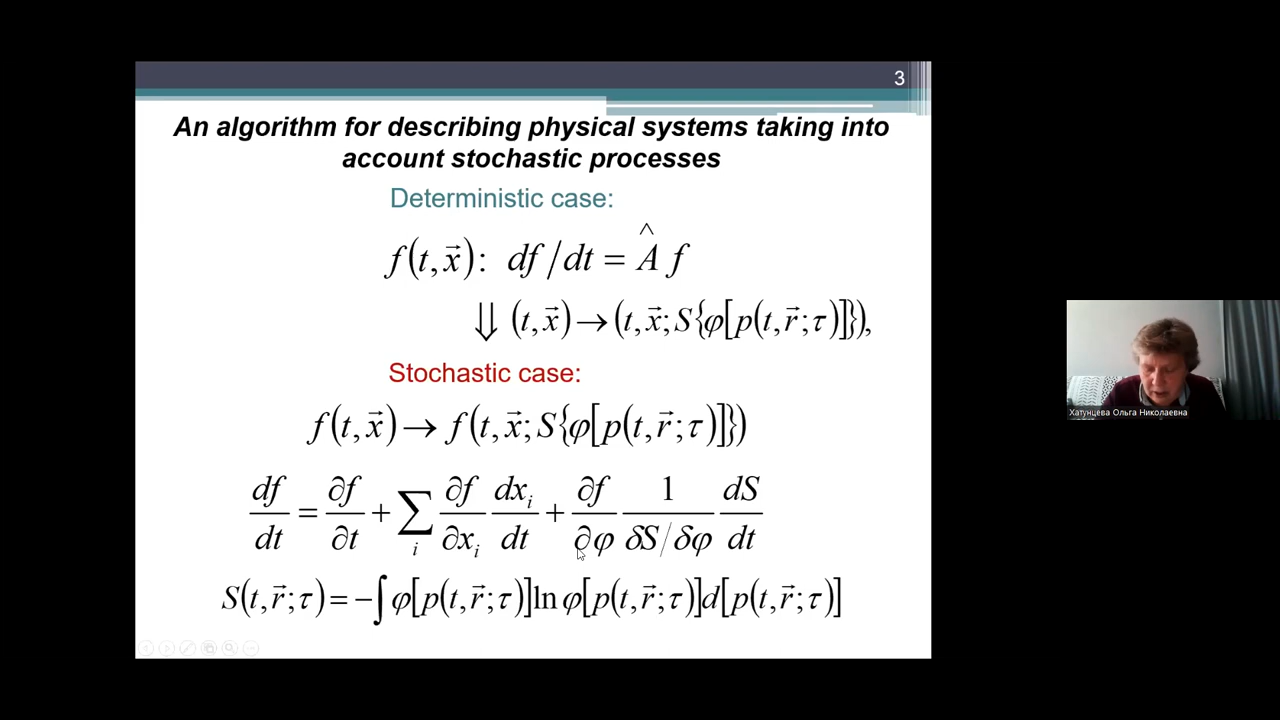 3
An algorithm for describing physical systems taking into
account stochastic processes
Deterministic case:
f(t, x⃗): df/dt = Â f
⇓ (t, x⃗) → (t, x⃗; S{φ[p(t, r⃗; τ)]}),
Stochastic case:
f(t, x⃗) → f(t, x⃗; S{φ[p(t, r⃗; τ)]})
df/dt = ∂f/∂t + ∑_i ∂f/∂x_i dx_i/dt + ∂f/∂φ 1/(δS/δφ) dS/dt
S(t, r⃗; τ) = −∫ φ[p(t, r⃗; τ)] ln φ[p(t, r⃗; τ)] d[p(t, r⃗; τ)]
Хатунцева Ольга Николаевна